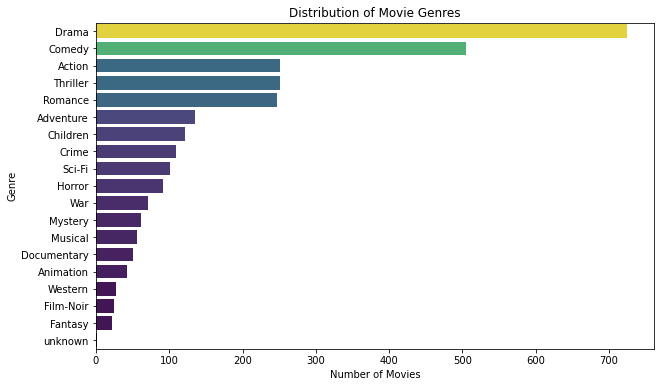 Distribution of Movie Genres
Genre
Drama
Comedy
Action
Thriller
Romance
Adventure
Children
Crime
Sci-Fi
Horror
War
Mystery
Musical
Documentary
Animation
Western
Film-Noir
Fantasy
unknown
0 100 200 300 400 500 600 700
Number of Movies